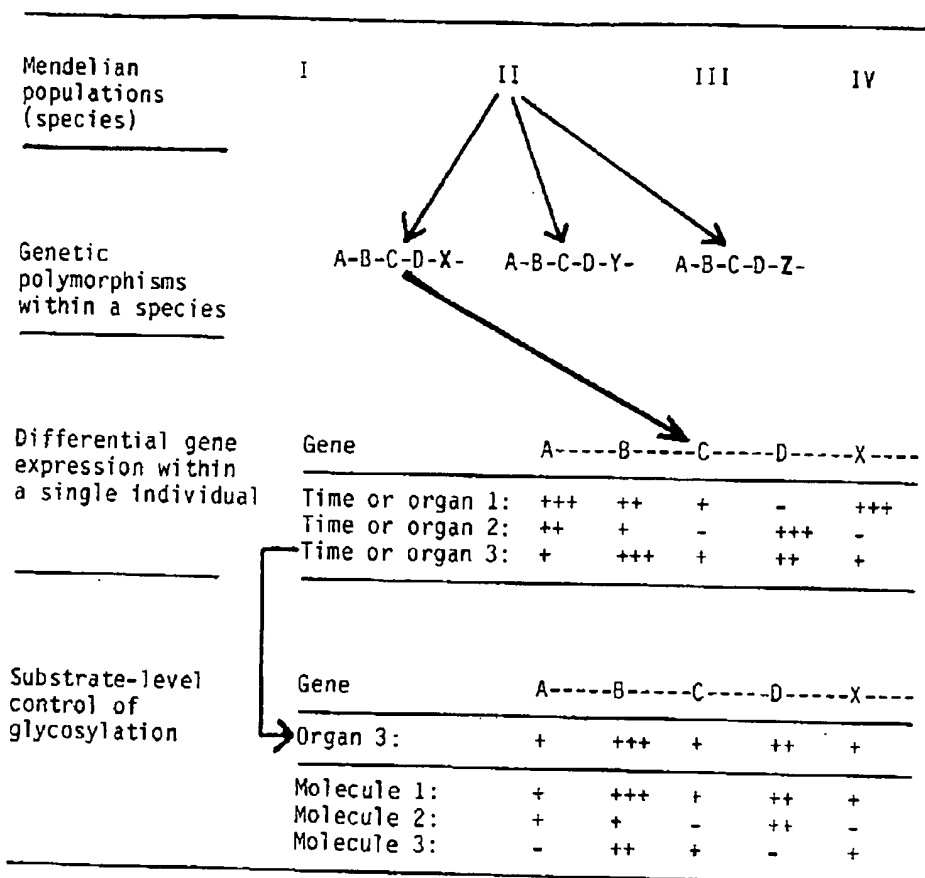 Mendelian populations (species)
I II III IV
Genetic polymorphisms within a species
A-B-C-D-X- A-B-C-D-Y- A-B-C-D-Z-
Differential gene expression within a single individual
Gene A-----B-----C-----D-----X----
Time or organ 1: +++ ++ + - +++
Time or organ 2: ++ + - +++ -
Time or organ 3: + +++ + ++ +
Substrate-level control of glycosylation
Gene A-----B-----C-----D-----X----
Organ 3: + +++ + ++ +
Molecule 1: + +++ + ++ +
Molecule 2: + + - ++ -
Molecule 3: - ++ + - +